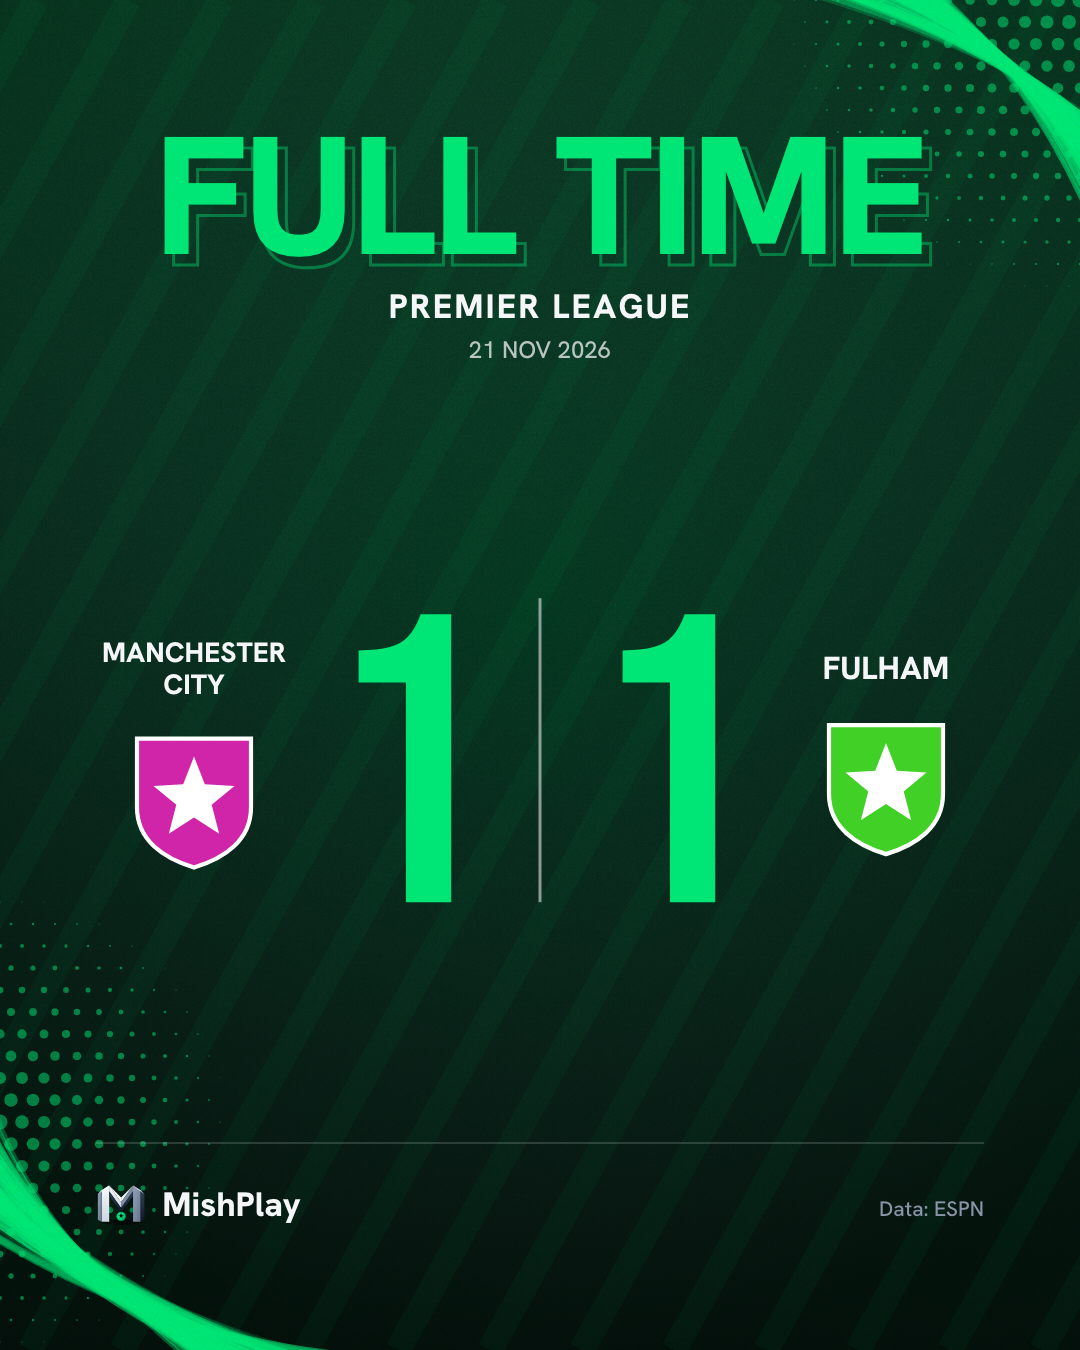 FULL TIME
PREMIER LEAGUE
21 NOV 2026
MANCHESTER
CITY
1
1
FULHAM
MishPlay
Data: ESPN